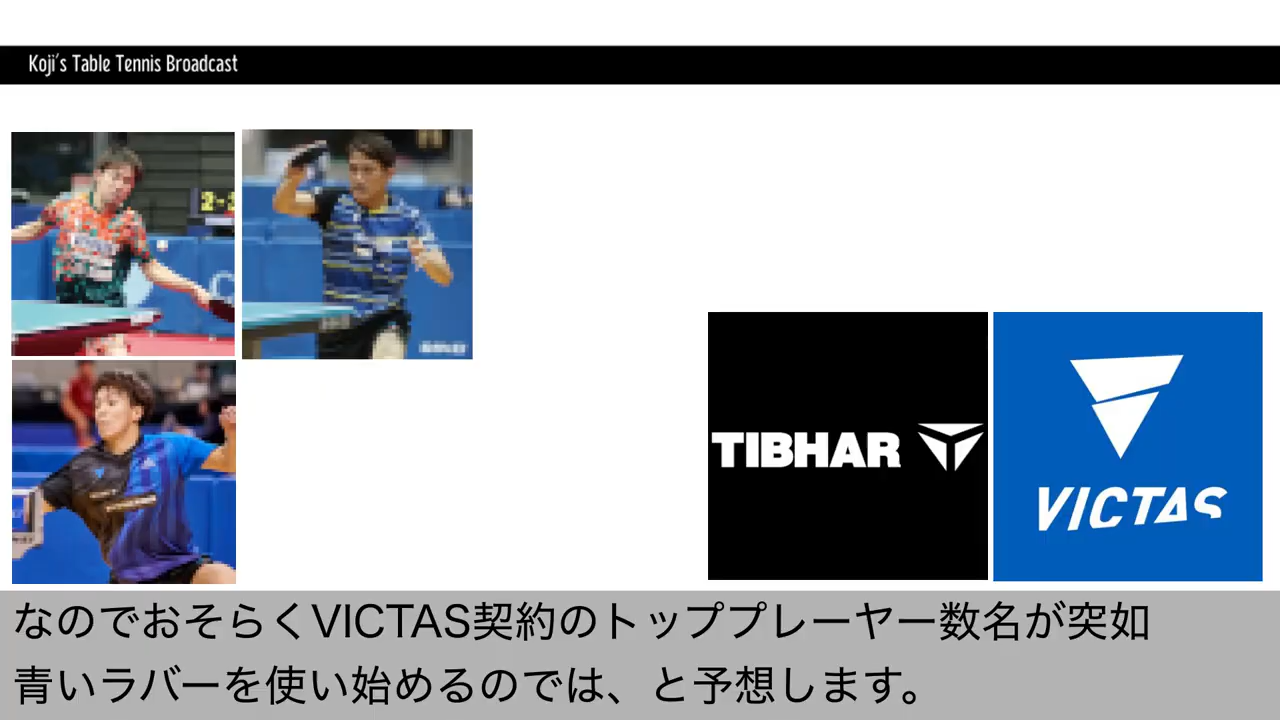 Koji's Table Tennis Broadcast
TIBHAR
VICTAS
なのでおそらくVICTAS契約のトッププレーヤー数名が突如
青いラバーを使い始めるのでは、と予想します。